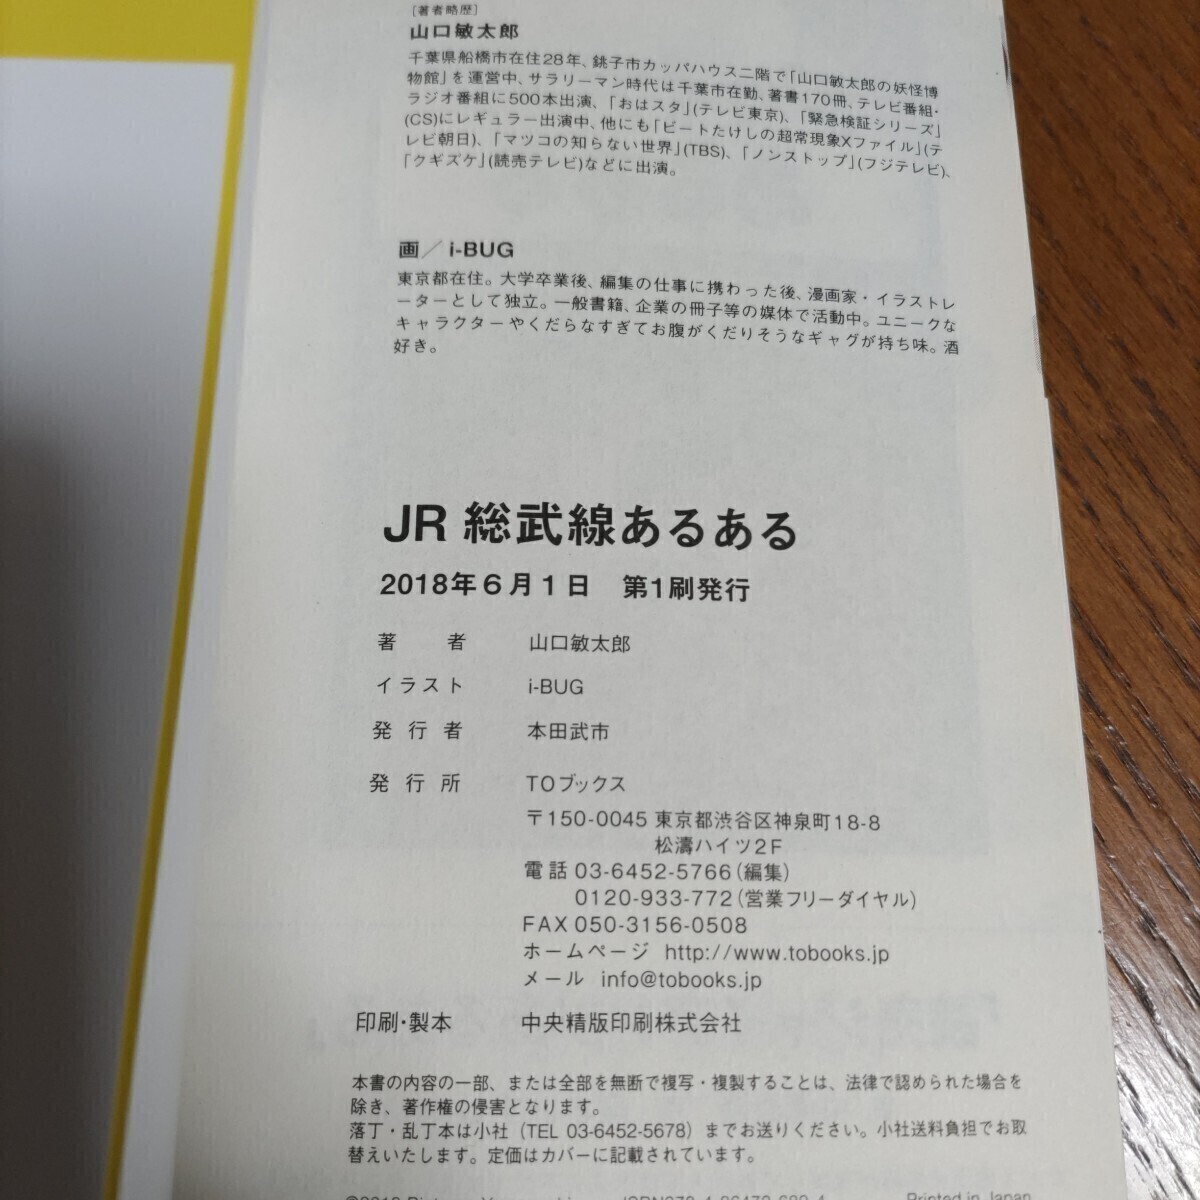 [著者略歴]
山口敏太郎
千葉県船橋市在住28年、銚子市カッパハウス二階で「山口敏太郎の妖怪博
物館」を運営中、サラリーマン時代は千葉市在勤、著書170冊、テレビ番組・
ラジオ番組に500本出演、「おはスタ」(テレビ東京)、「緊急検証シリーズ」
(CS)にレギュラー出演中、他にも「ビートたけしの超常現象Xファイル」(テ
レビ朝日)、「マツコの知らない世界」(TBS)、「ノンストップ」(フジテレビ)、
「クギズケ」(読売テレビ)などに出演。
画／i-BUG
東京都在住。大学卒業後、編集の仕事に携わった後、漫画家・イラストレ
ーターとして独立。一般書籍、企業の冊子等の媒体で活動中。ユニークな
キャラクターやくだらなすぎてお腹がくだりそうなギャグが持ち味。酒
好き。
JR 総武線あるある
2018年6月1日　第1刷発行
著　者　山口敏太郎
イラスト　i-BUG
発行者　本田武市
発行所　TOブックス
〒150-0045 東京都渋谷区神泉町18-8
松濤ハイツ2F
電話 03-6452-5766(編集)
0120-933-772(営業フリーダイヤル)
FAX 050-3156-0508
ホームページ http://www.tobooks.jp
メール info@tobooks.jp
印刷・製本　中央精版印刷株式会社
本書の内容の一部、または全部を無断で複写・複製することは、法律で認められた場合を
除き、著作権の侵害となります。
落丁・乱丁本は小社（TEL 03-6452-5678）までお送りください。小社送料負担でお取
替えいたします。定価はカバーに記載されています。
Printed in Japan